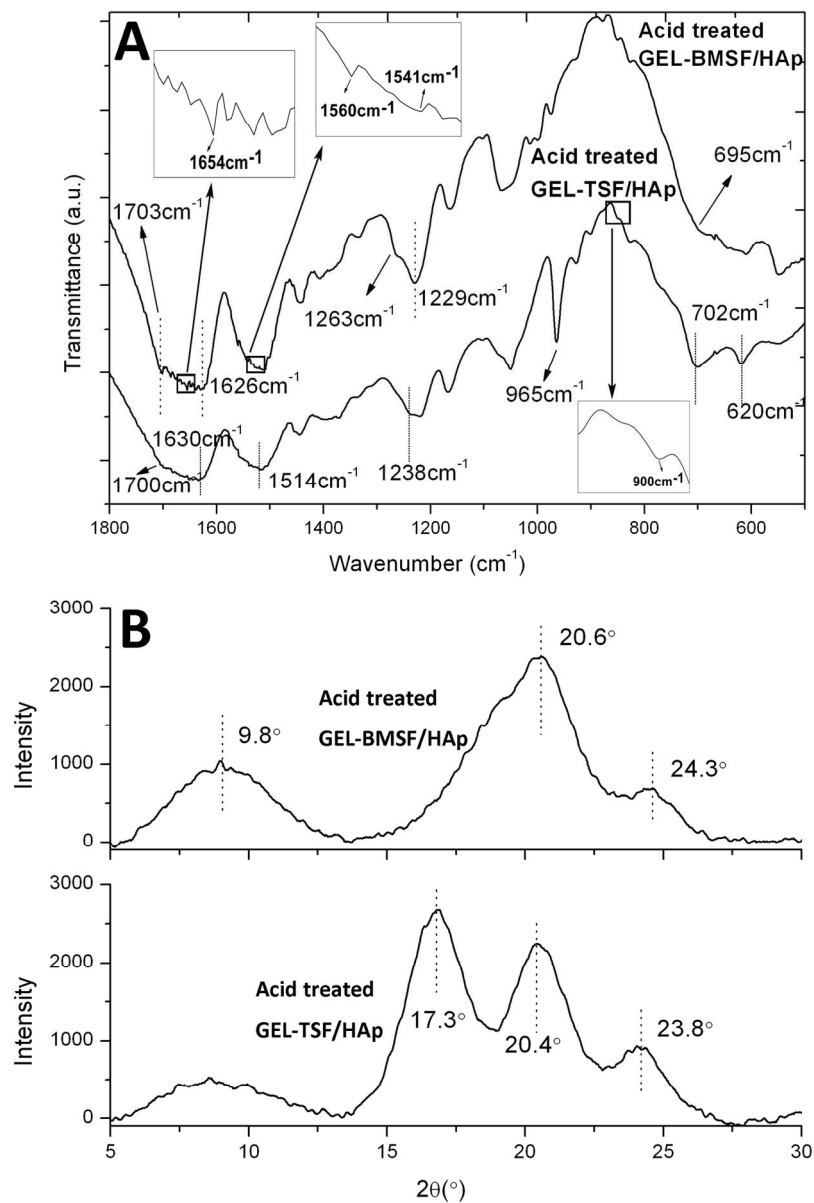 A
Acid treated
GEL-BMSF/HAp
1541cm⁻¹
1560cm⁻¹
1654cm⁻¹
Acid treated
GEL-TSF/HAp
695cm⁻¹
1703cm⁻¹
1263cm⁻¹
1229cm⁻¹
702cm⁻¹
1626cm⁻¹
965cm⁻¹
620cm⁻¹
1630cm⁻¹
1700cm⁻¹
1514cm⁻¹
1238cm⁻¹
900cm⁻¹
Transmittance (a.u.)
1800 1600 1400 1200 1000 800 600
Wavenumber (cm⁻¹)
B
3000
2000
1000
0
Intensity
Acid treated
GEL-BMSF/HAp
9.8°
20.6°
24.3°
3000
2000
1000
0
Intensity
Acid treated
GEL-TSF/HAp
17.3°
20.4°
23.8°
5 10 15 20 25 30
2θ(°)